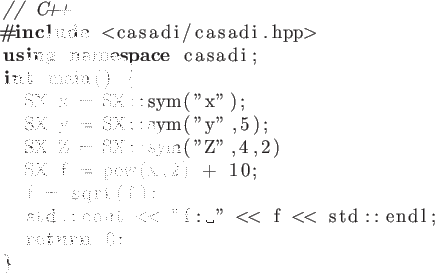 // C++
#include <casadi/casadi.hpp>
using namespace casadi;
int main() {
SX x = SX::sym("x");
SX y = SX::sym("y",5);
SX Z = SX::sym("Z",4,2)
SX f = pow(x,2) + 10;
f = sqrt(f);
std::cout << "f:␣" << f << std::endl;
return 0;
}